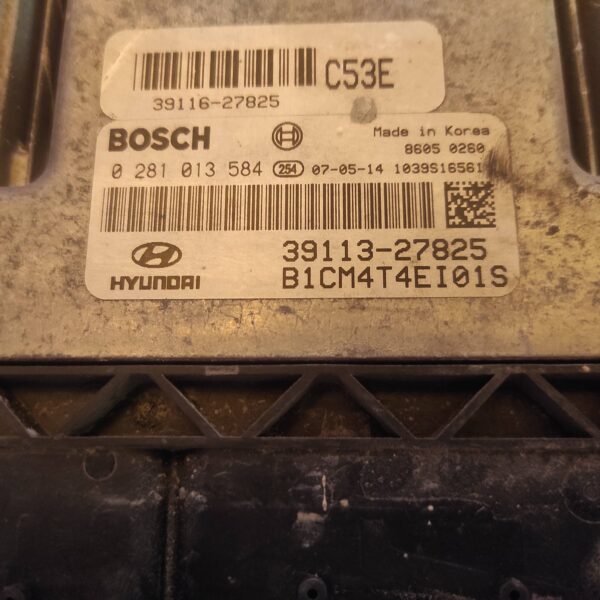 C53E
39116-27825
BOSCH
Made in Korea
8605 0260
0 281 013 584 254 07-05-14 1039S16561
39113-27825
HYUNDAI
B1CM4T4EI01S